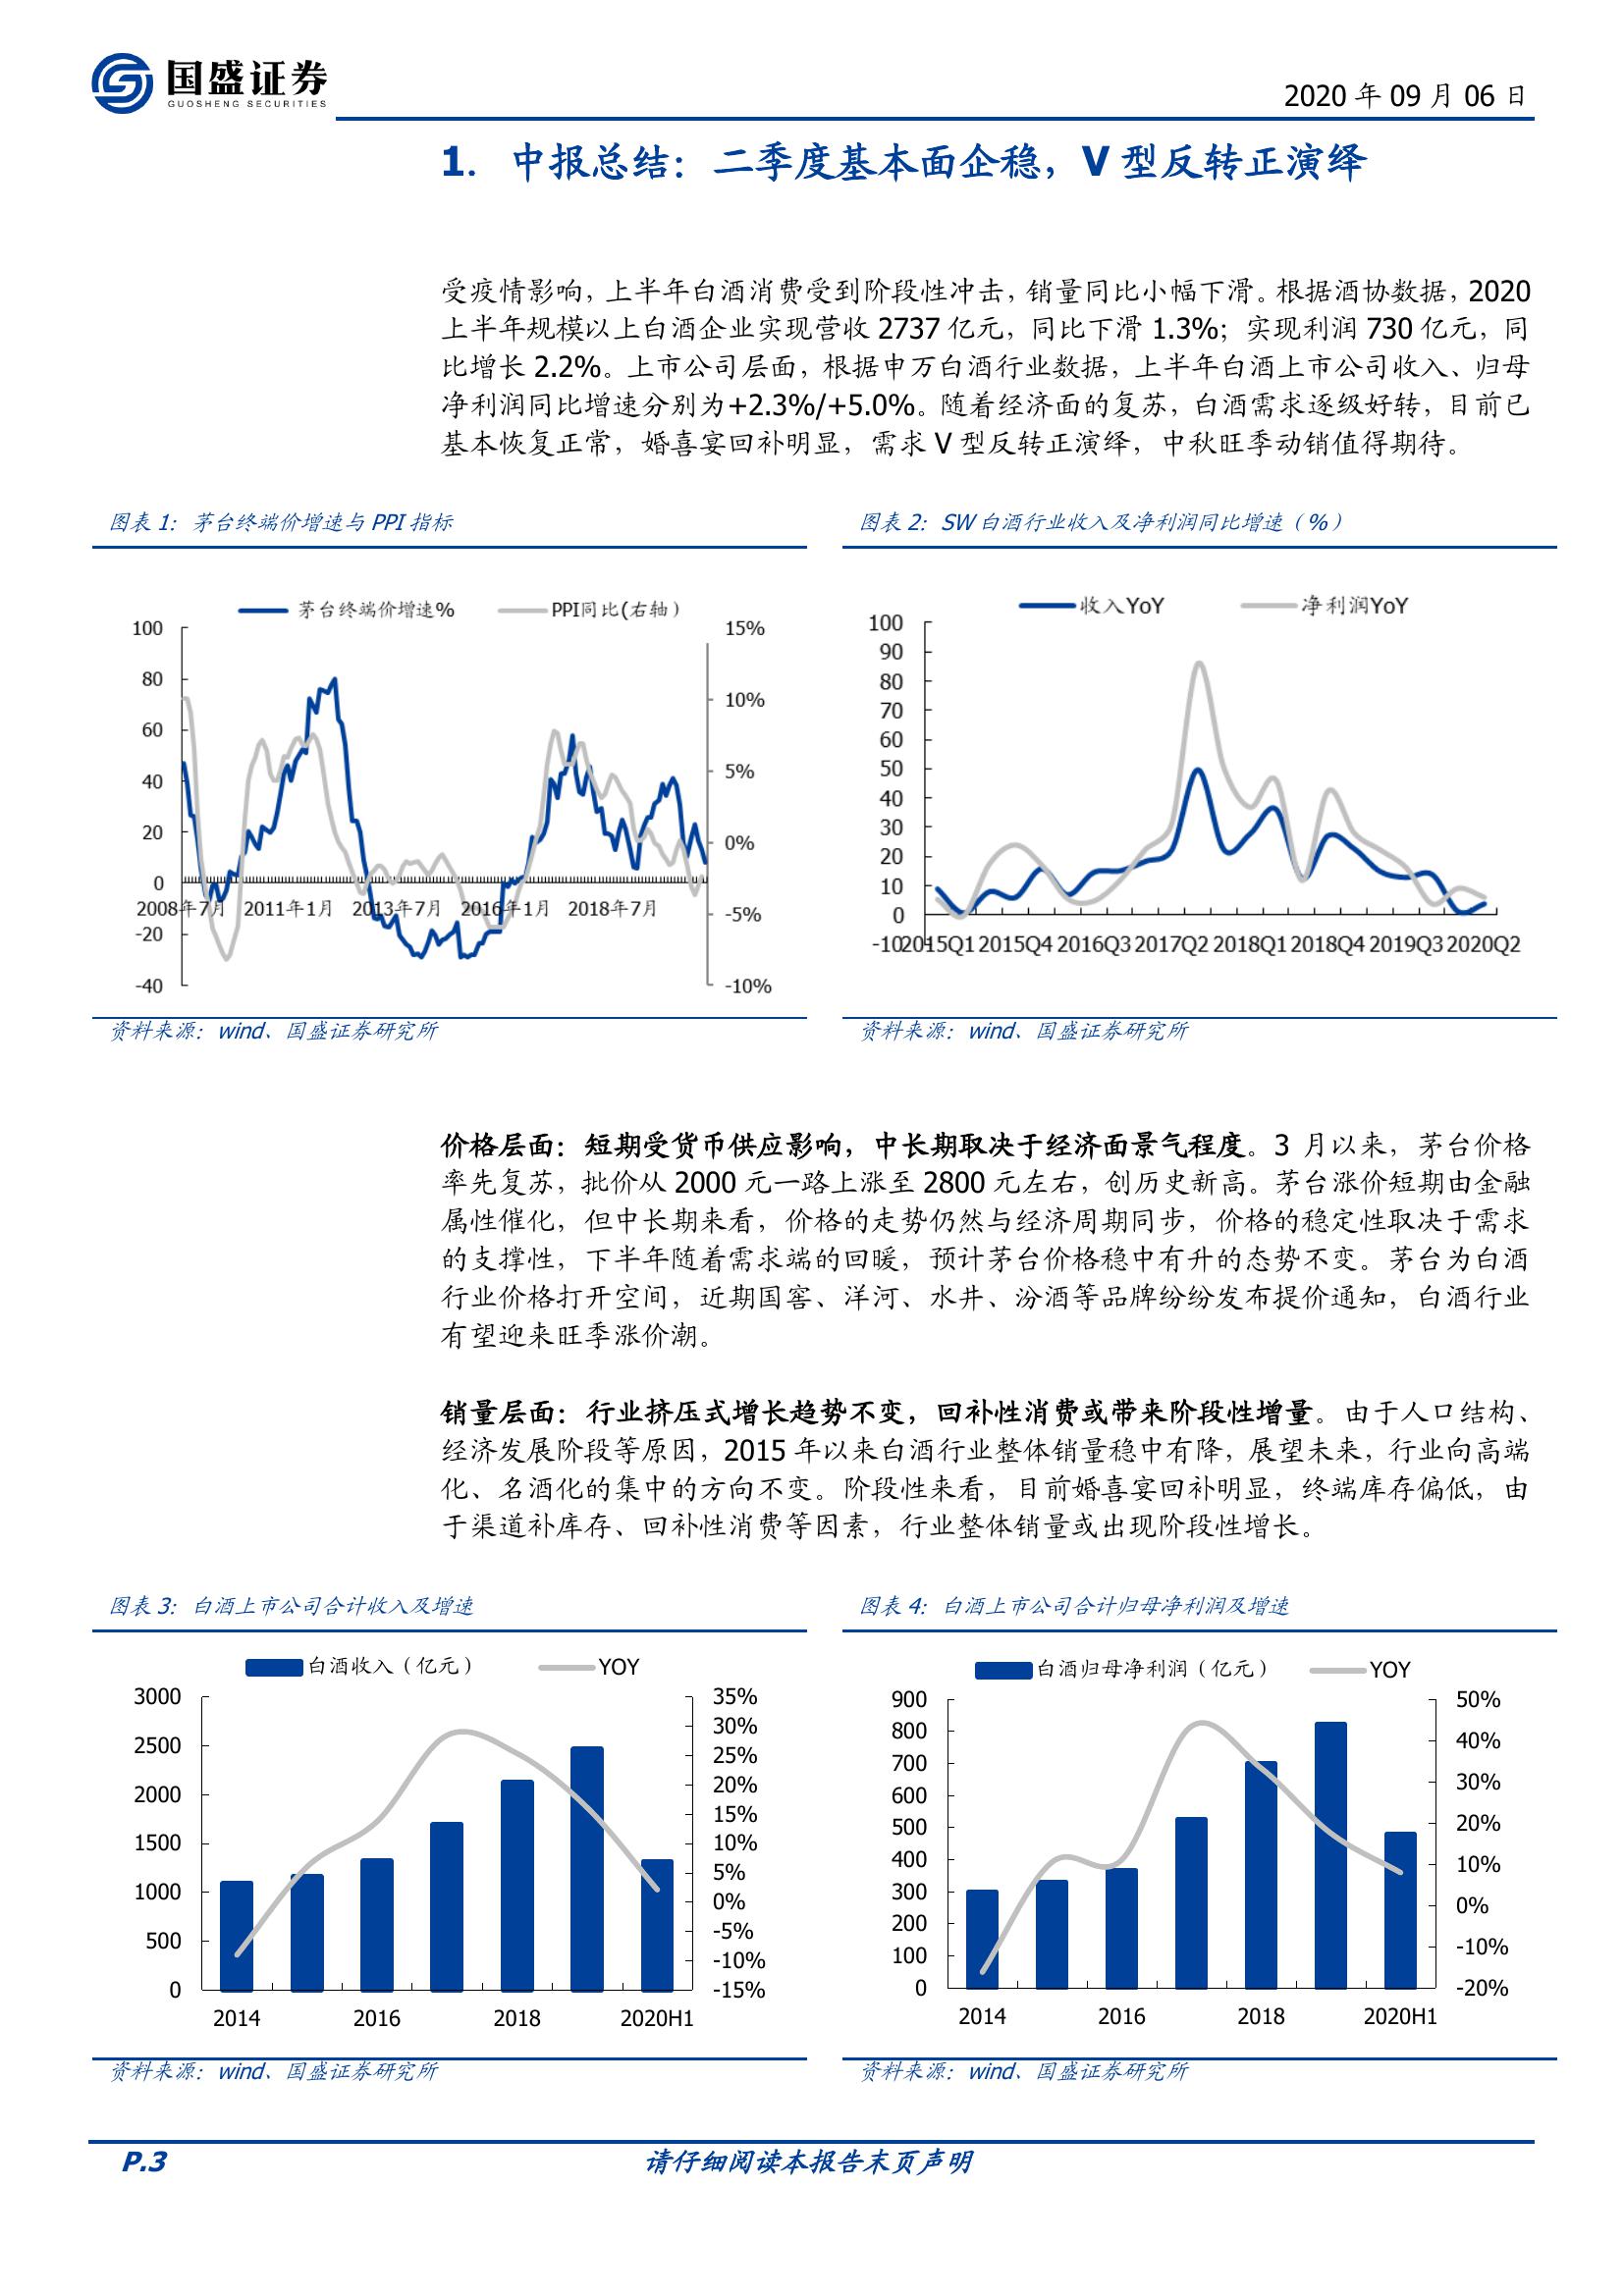 国盛证券
GUOSHENG SECURITIES
2020 年 09 月 06 日
1. 中报总结：二季度基本面企稳，V 型反转正演绎
受疫情影响，上半年白酒消费受到阶段性冲击，销量同比小幅下滑。根据酒协数据，2020
上半年规模以上白酒企业实现营收 2737 亿元，同比下滑 1.3%；实现利润 730 亿元，同
比增长 2.2%。上市公司层面，根据申万白酒行业数据，上半年白酒上市公司收入、归母
净利润同比增速分别为+2.3%/+5.0%。随着经济面的复苏，白酒需求逐级好转，目前已
基本恢复正常，婚喜宴回补明显，需求 V 型反转正演绎，中秋旺季动销值得期待。
图表 1：茅台终端价增速与 PPI 指标
茅台终端价增速% PPI同比(右轴）
100
80
60
40
20
0
-20
-40
15%
10%
5%
0%
-5%
-10%
2008年7月 2011年1月 2013年7月 2016年1月 2018年7月
资料来源：wind、国盛证券研究所
图表 2：SW 白酒行业收入及净利润同比增速（%）
收入YoY 净利润YoY
100
90
80
70
60
50
40
30
20
10
0
-10
2015Q1 2015Q4 2016Q3 2017Q2 2018Q1 2018Q4 2019Q3 2020Q2
资料来源：wind、国盛证券研究所
价格层面：短期受货币供应影响，中长期取决于经济面景气程度。3 月以来，茅台价格
率先复苏，批价从 2000 元一路上涨至 2800 元左右，创历史新高。茅台涨价短期由金融
属性催化，但中长期来看，价格的走势仍然与经济周期同步，价格的稳定性取决于需求
的支撑性，下半年随着需求端的回暖，预计茅台价格稳中有升的态势不变。茅台为白酒
行业价格打开空间，近期国窖、洋河、水井、汾酒等品牌纷纷发布提价通知，白酒行业
有望迎来旺季涨价潮。
销量层面：行业挤压式增长趋势不变，回补性消费或带来阶段性增量。由于人口结构、
经济发展阶段等原因，2015 年以来白酒行业整体销量稳中有降，展望未来，行业向高端
化、名酒化的集中的方向不变。阶段性来看，目前婚喜宴回补明显，终端库存偏低，由
于渠道补库存、回补性消费等因素，行业整体销量或出现阶段性增长。
图表 3：白酒上市公司合计收入及增速
白酒收入（亿元） YOY
3000
2500
2000
1500
1000
500
0
35%
30%
25%
20%
15%
10%
5%
0%
-5%
-10%
-15%
2014 2016 2018 2020H1
资料来源：wind、国盛证券研究所
图表 4：白酒上市公司合计归母净利润及增速
白酒归母净利润（亿元） YOY
900
800
700
600
500
400
300
200
100
0
50%
40%
30%
20%
10%
0%
-10%
-20%
2014 2016 2018 2020H1
资料来源：wind、国盛证券研究所
P.3 请仔细阅读本报告末页声明